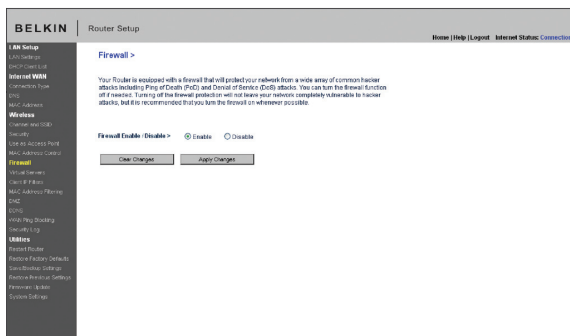 BELKIN
Router Setup
Home | Help | Logout Internet Status: Connection
LAN Setup
LAN Settings
DHCP Client List
Internet WAN
Connection Type
DNS
MAC Address
Wireless
Channel and SSID
Security
Use as Access Point
MAC Address Control
Firewall
Virtual Servers
Client IP Filters
MAC Address Filtering
DMZ
DDNS
WAN Ping Blocking
Security Log
Utilities
Restart Router
Restore Factory Defaults
Save/Backup Settings
Restore Previous Settings
Firmware Update
System Settings
Firewall >
Your Router is equipped with a firewall that will protect your network from a wide array of common hacker
attacks including Ping of Death (PoD) and Denial of Service (DoS) attacks. You can turn the firewall function
off if needed. Turning off the firewall protection will not leave your network completely vulnerable to hacker
attacks, but it is recommended that you turn the firewall on whenever possible.
Firewall Enable / Disable > Enable Disable
Clear Changes Apply Changes